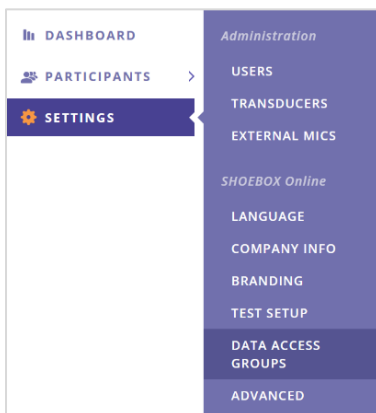 DASHBOARD
PARTICIPANTS
SETTINGS
Administration
USERS
TRANSDUCERS
EXTERNAL MICS
SHOEBOX Online
LANGUAGE
COMPANY INFO
BRANDING
TEST SETUP
DATA ACCESS
GROUPS
ADVANCED